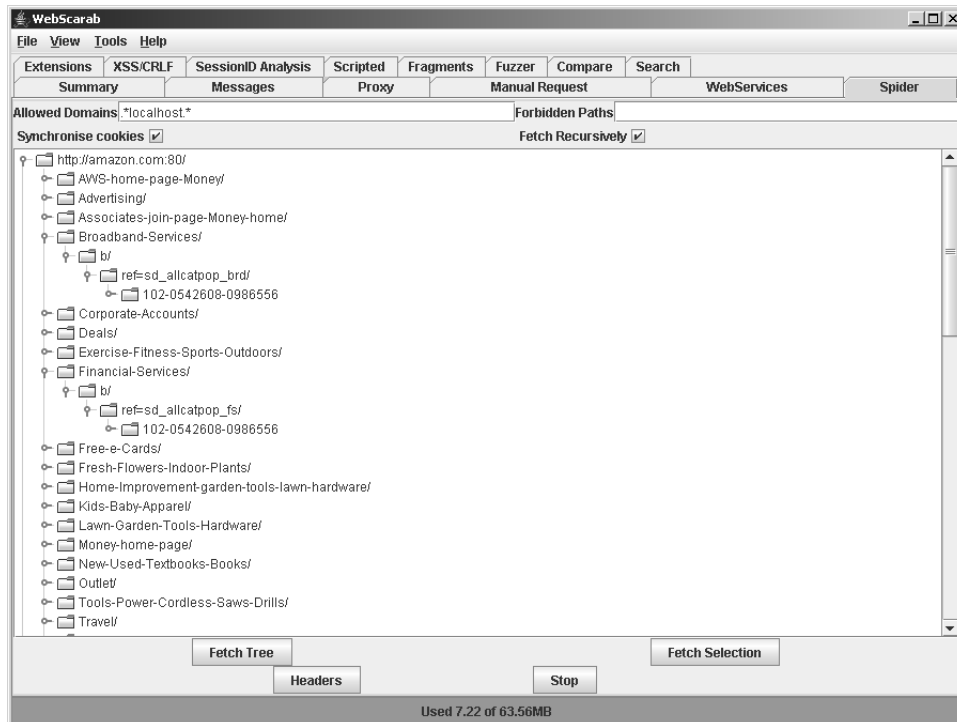 WebScarab
File View Tools Help
Extensions XSS/CRLF SessionID Analysis Scripted Fragments Fuzzer Compare Search
Summary Messages Proxy Manual Request WebServices Spider
Allowed Domains .*localhost.* Forbidden Paths
Synchronise cookies Fetch Recursively
http://amazon.com:80/
AWS-home-page-Money/
Advertising/
Associates-join-page-Money-home/
Broadband-Services/
b/
ref=sd_allcatpop_brd/
102-0542608-0986556
Corporate-Accounts/
Deals/
Exercise-Fitness-Sports-Outdoors/
Financial-Services/
b/
ref=sd_allcatpop_fs/
102-0542608-0986556
Free-e-Cards/
Fresh-Flowers-Indoor-Plants/
Home-Improvement-garden-tools-lawn-hardware/
Kids-Baby-Apparel/
Lawn-Garden-Tools-Hardware/
Money-home-page/
New-Used-Textbooks-Books/
Outlet/
Tools-Power-Cordless-Saws-Drills/
Travel/
Fetch Tree Fetch Selection
Headers Stop
Used 7.22 of 63.56MB